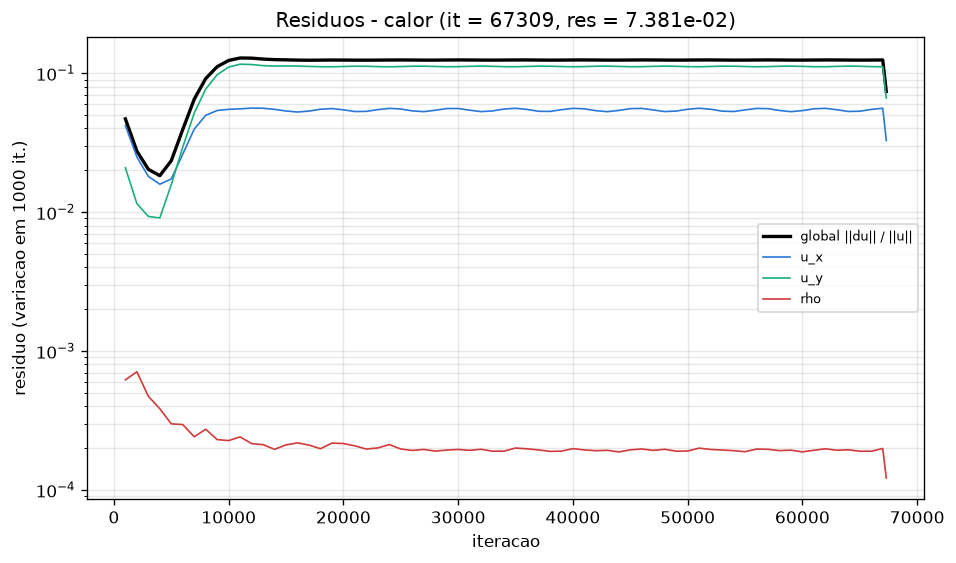 Residuos - calor (it = 67309, res = 7.381e-02)
residuo (variacao em 1000 it.)
10⁻¹
10⁻²
10⁻³
10⁻⁴
global ||du|| / ||u||
u_x
u_y
rho
0 10000 20000 30000 40000 50000 60000 70000
iteracao